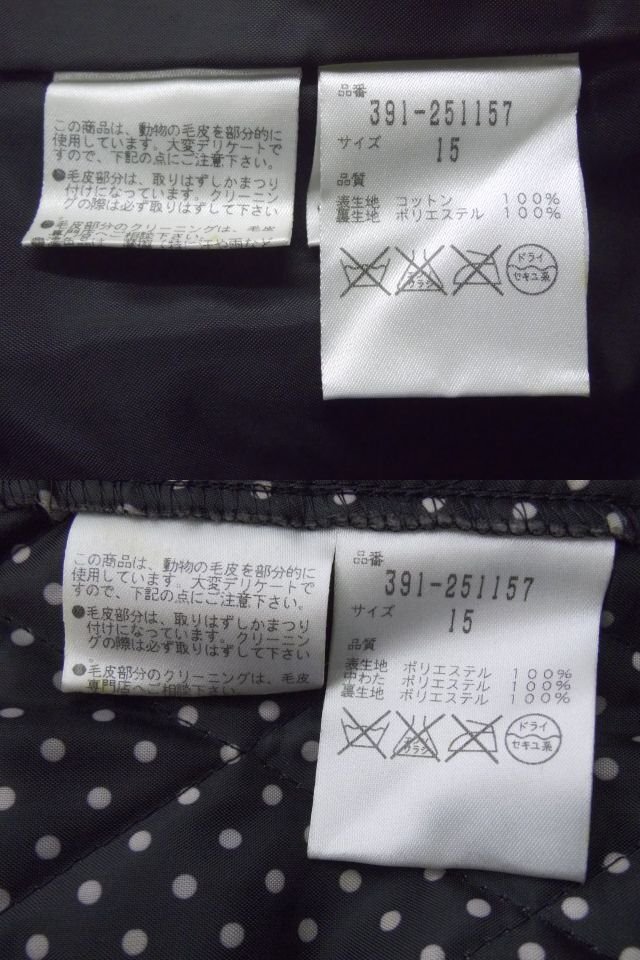 この商品は、動物の毛皮を部分的に
使用しています。大変デリケートで
すので、下記の点にご注意下さい。
●毛皮部分は、取りはずしかまつり
付けになっています。クリーニン
グの際は必ず取りはずして下さい
●毛皮部分のクリーニングは、毛皮
専門店へご相談下さい。
品番
391-251157
サイズ
15
品質
表生地 コットン 100%
裏生地 ポリエステル 100%
ドライ
セキユ系
この商品は、動物の毛皮を部分的に
使用しています。大変デリケートで
すので、下記の点にご注意下さい。
●毛皮部分は、取りはずしかまつり
付けになっています。クリーニン
グの際は必ず取りはずして下さい
。
●毛皮部分のクリーニングは、毛皮
専門店へご相談下さい。
品番
391-251157
サイズ
15
品質
表生地 ポリエステル 100%
中わた ポリエステル 100%
裏生地 ポリエステル 100%
ドライ
セキユ系